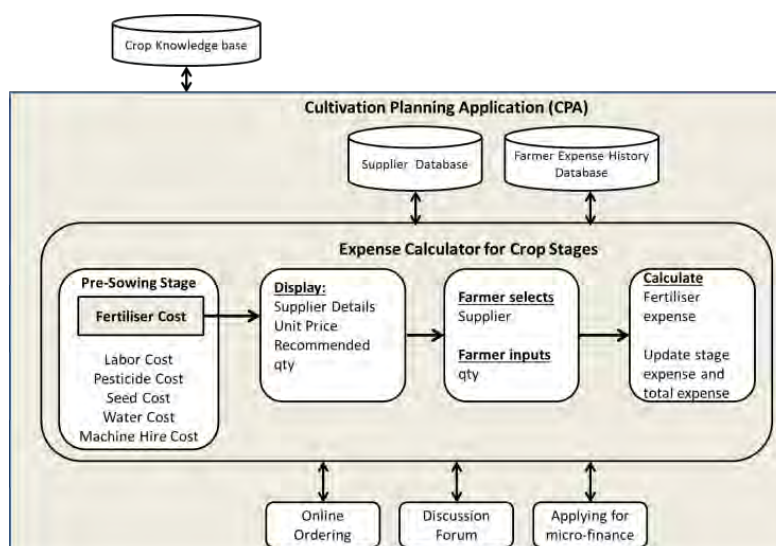 Crop Knowledge base
Cultivation Planning Application (CPA)
Supplier Database
Farmer Expense History
Database
Expense Calculator for Crop Stages
Pre-Sowing Stage
Fertiliser Cost
Labor Cost
Pesticide Cost
Seed Cost
Water Cost
Machine Hire Cost
Display:
Supplier Details
Unit Price
Recommended
qty
Farmer selects
Supplier
Farmer inputs
qty
Calculate
Fertiliser
expense
Update stage
expense and
total expense
Online
Ordering
Discussion
Forum
Applying for
micro-finance